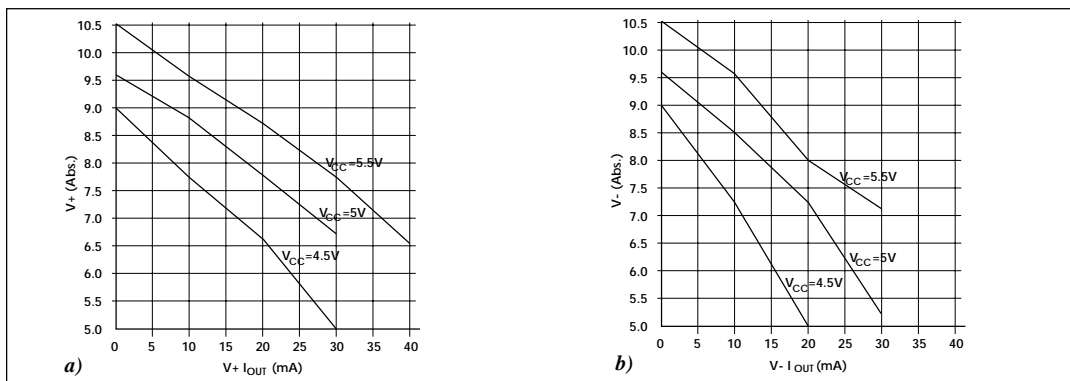 10.5
10.0
9.5
9.0
8.5
8.0
7.5
7.0
6.5
6.0
5.5
5.0
V+ (Abs.)
VCC=5.5V
VCC=5V
VCC=4.5V
0 5 10 15 20 25 30 35 40
V+ IOUT (mA)
a)
10.5
10.0
9.5
9.0
8.5
8.0
7.5
7.0
6.5
6.0
5.5
5.0
V- (Abs.)
VCC=5.5V
VCC=5V
VCC=4.5V
0 5 10 15 20 25 30 35 40
V- IOUT (mA)
b)